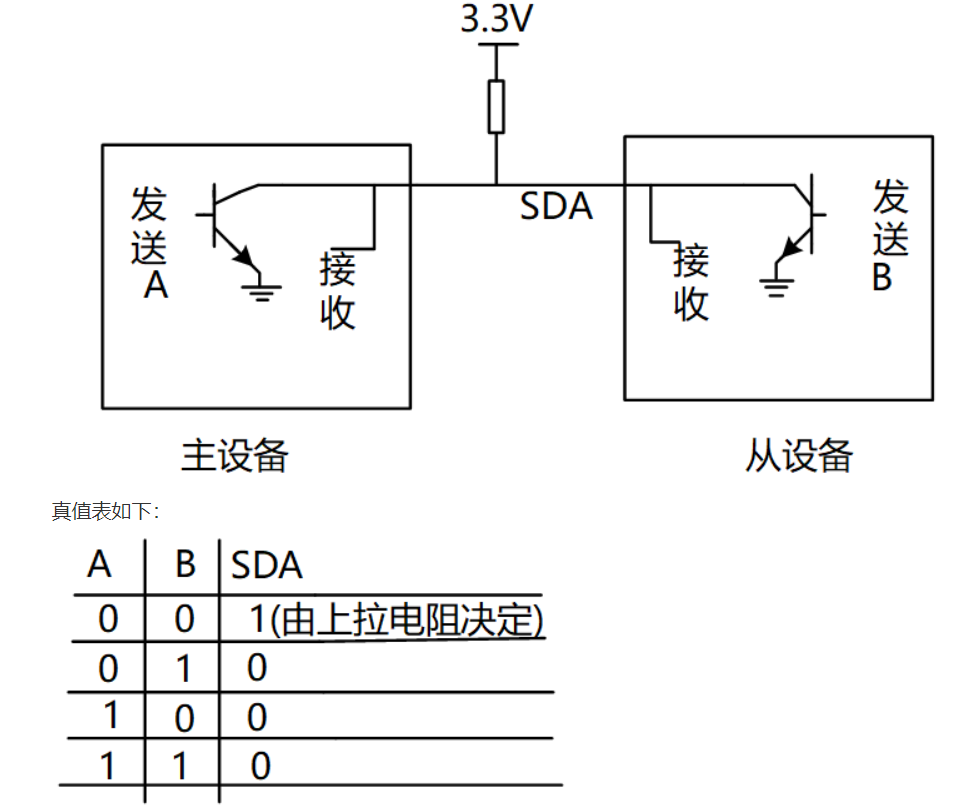 3.3V
发送A
接收
SDA
接收
发送B
主设备
从设备
真值表如下：
A B SDA
0 0 1(由上拉电阻决定)
0 1 0
1 0 0
1 1 0